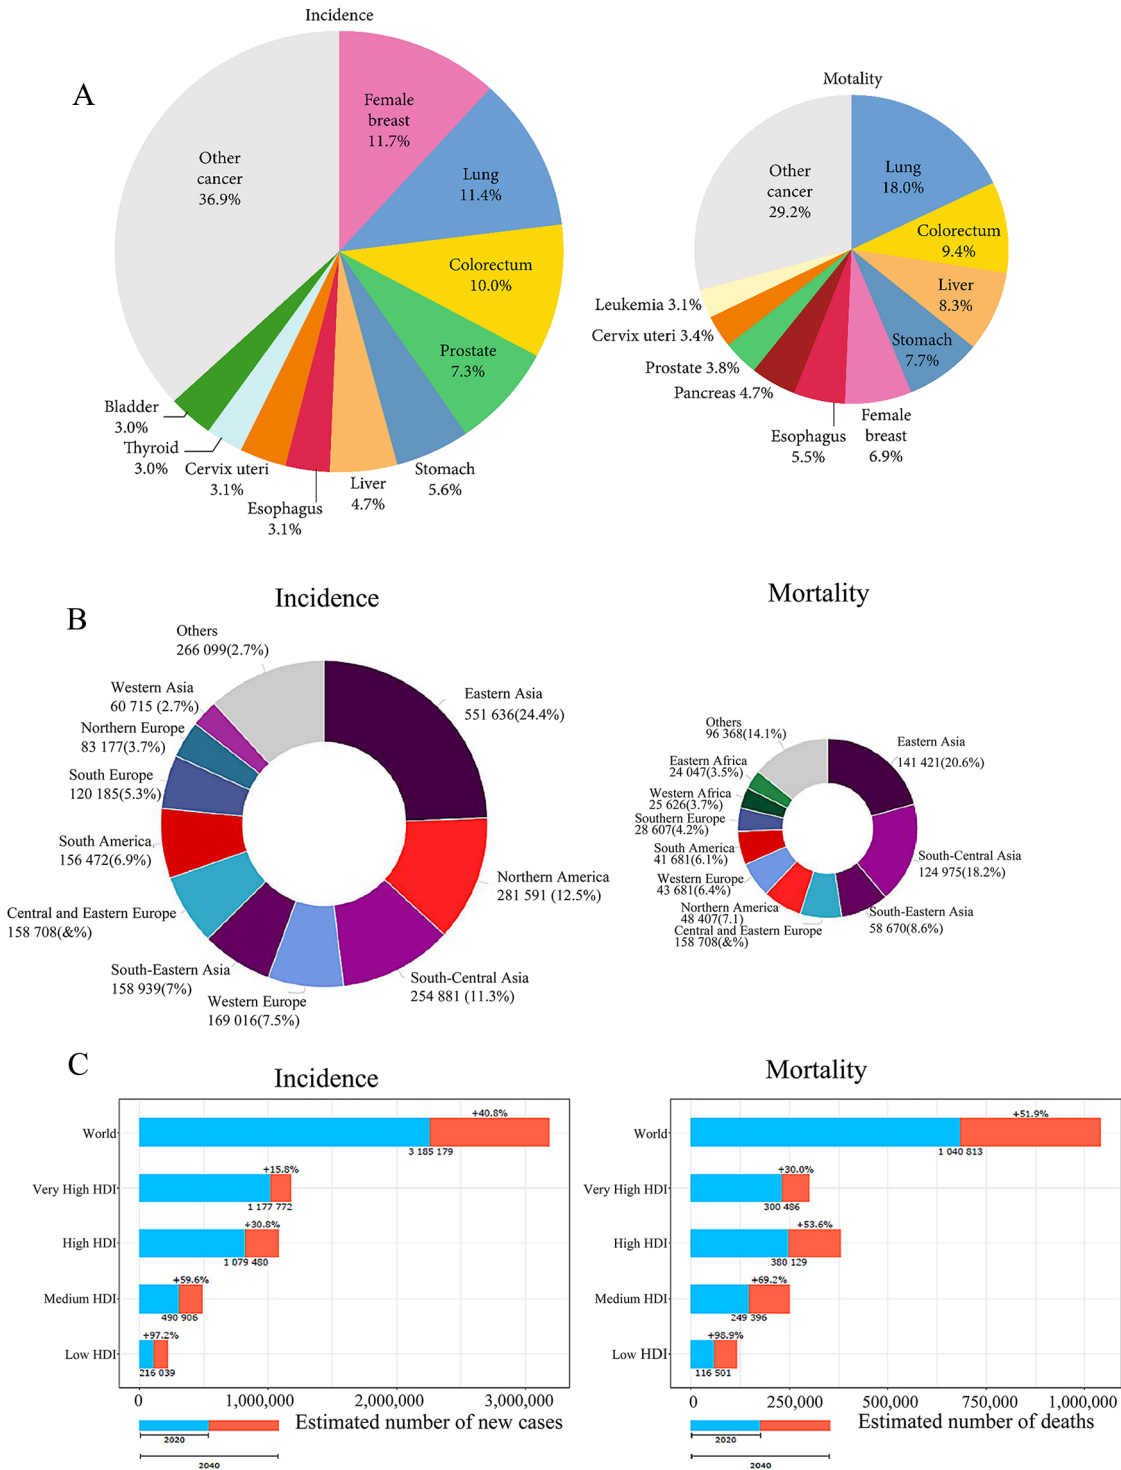 Incidence
Motality
A
Female
breast
11.7%
Lung
11.4%
Colorectum
10.0%
Prostate
7.3%
Stomach
5.6%
Liver
4.7%
Esophagus
3.1%
Cervix uteri
3.1%
Thyroid
3.0%
Bladder
3.0%
Other
cancer
36.9%
Lung
18.0%
Colorectum
9.4%
Liver
8.3%
Stomach
7.7%
Female
breast
6.9%
Esophagus
5.5%
Pancreas 4.7%
Prostate 3.8%
Cervix uteri 3.4%
Leukemia 3.1%
Other
cancer
29.2%
B
Incidence
Mortality
Others
266 099(2.7%)
Western Asia
60 715 (2.7%)
Northern Europe
83 177(3.7%)
South Europe
120 185(5.3%)
South America
156 472(6.9%)
Central and Eastern Europe
158 708(&%)
South-Eastern Asia
158 939(7%)
Western Europe
169 016(7.5%)
South-Central Asia
254 881 (11.3%)
Northern America
281 591 (12.5%)
Eastern Asia
551 636(24.4%)
Others
96 368(14.1%)
Eastern Africa
24 047(3.5%)
Western Africa
25 626(3.7%)
Southern Europe
28 607(4.2%)
South America
41 681(6.1%)
Western Europe
43 681(6.4%)
Northern America
48 407(7.1)
Central and Eastern Europe
158 708(&%)
South-Eastern Asia
58 670(8.6%)
South-Central Asia
124 975(18.2%)
Eastern Asia
141 421(20.6%)
C
Incidence
World
+40.8%
3 185 179
Very High HDI
+15.8%
1 177 772
High HDI
+30.8%
1 079 480
Medium HDI
+59.6%
490 906
Low HDI
+97.2%
216 039
0
1,000,000
2,000,000
3,000,000
Estimated number of new cases
2020
2040
Mortality
World
+51.9%
1 040 813
Very High HDI
+30.0%
300 486
High HDI
+53.6%
380 129
Medium HDI
+69.2%
249 396
Low HDI
+98.9%
116 501
0
250,000
500,000
750,000
1,000,000
Estimated number of deaths
2020
2040